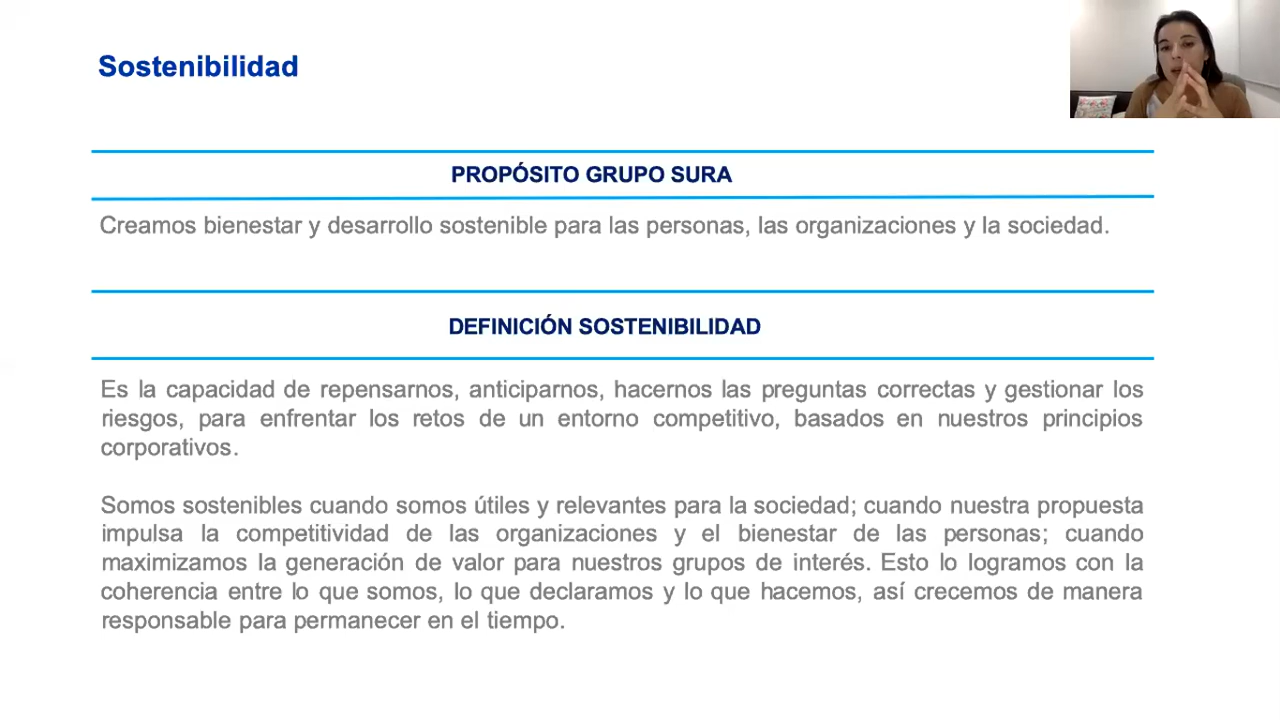 Sostenibilidad
PROPÓSITO GRUPO SURA
Creamos bienestar y desarrollo sostenible para las personas, las organizaciones y la sociedad.
DEFINICIÓN SOSTENIBILIDAD
Es la capacidad de repensarnos, anticiparnos, hacernos las preguntas correctas y gestionar los
riesgos, para enfrentar los retos de un entorno competitivo, basados en nuestros principios
corporativos.
Somos sostenibles cuando somos útiles y relevantes para la sociedad; cuando nuestra propuesta
impulsa la competitividad de las organizaciones y el bienestar de las personas; cuando
maximizamos la generación de valor para nuestros grupos de interés. Esto lo logramos con la
coherencia entre lo que somos, lo que declaramos y lo que hacemos, así crecemos de manera
responsable para permanecer en el tiempo.